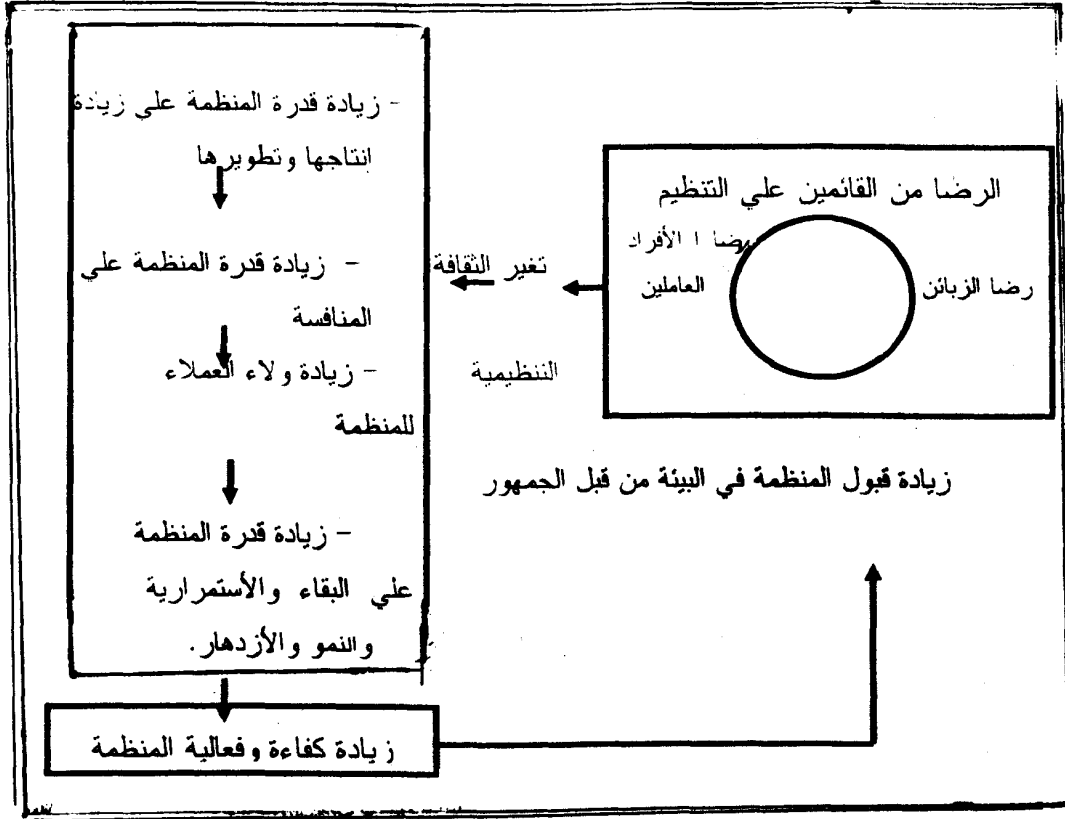 الرضا من القائمين علي التنظيم
رضا ا الأفراد
رضا الزبائن
العاملين
تغير الثقافة
التنظيمية
- زيادة قدرة المنظمة علي زيادة
إنتاجها وتطويرها
- زيادة قدرة المنظمة علي
المنافسة
- زيادة ولاء العملاء
للمنظمة
- زيادة قدرة المنظمة
علي البقاء والأستمرارية
والنمو والأزدهار.
زيادة كفاءة وفعالية المنظمة
زيادة قبول المنظمة في البيئة من قبل الجمهور